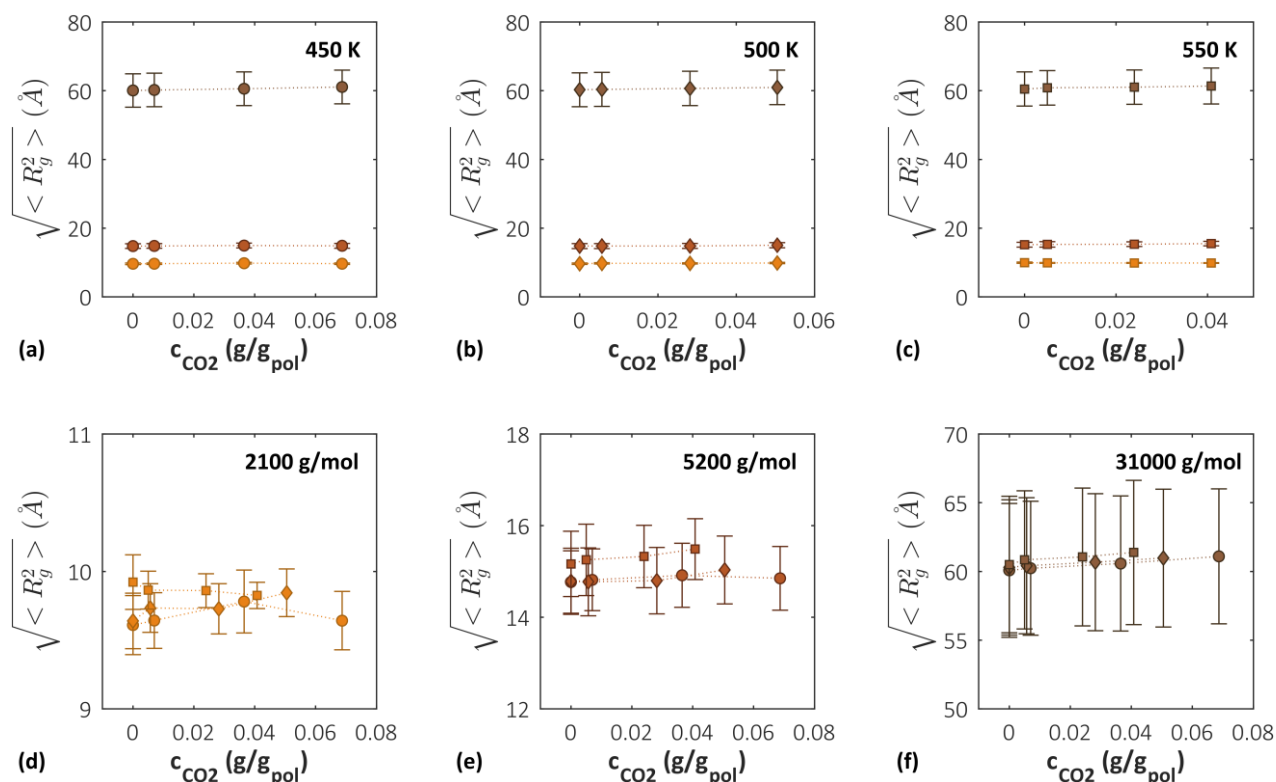 80
60
40
20
0
√<R_g^2> (Å)
450 K
0 0.02 0.04 0.06 0.08
(a)
c_CO2 (g/g_pol)
80
60
40
20
0
√<R_g^2> (Å)
500 K
0 0.02 0.04 0.06
(b)
c_CO2 (g/g_pol)
80
60
40
20
0
√<R_g^2> (Å)
550 K
0 0.02 0.04
(c)
c_CO2 (g/g_pol)
11
10
9
√<R_g^2> (Å)
2100 g/mol
0 0.02 0.04 0.06 0.08
(d)
c_CO2 (g/g_pol)
18
16
14
12
√<R_g^2> (Å)
5200 g/mol
0 0.02 0.04 0.06 0.08
(e)
c_CO2 (g/g_pol)
70
65
60
55
50
√<R_g^2> (Å)
31000 g/mol
0 0.02 0.04 0.06 0.08
(f)
c_CO2 (g/g_pol)